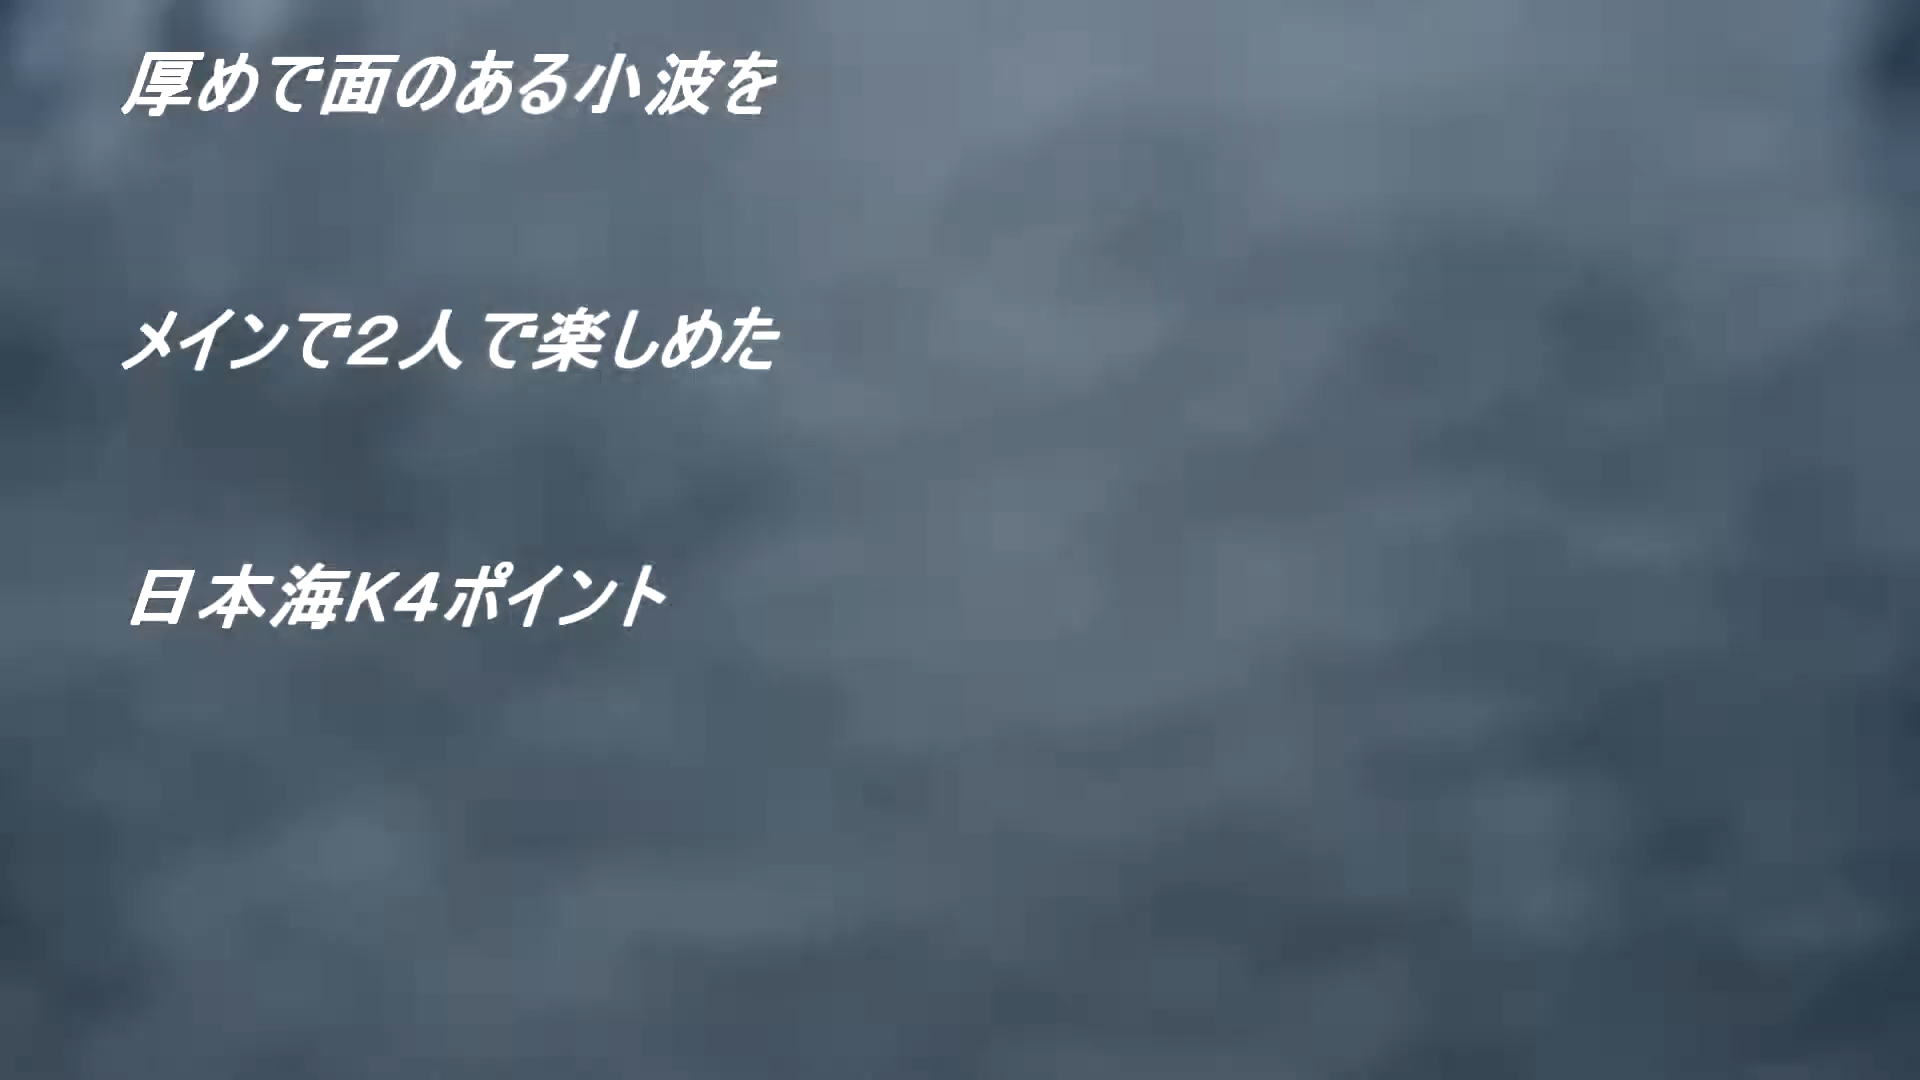 厚めで面のある小波を
メインで２人で楽しめた
日本海K4ポイント